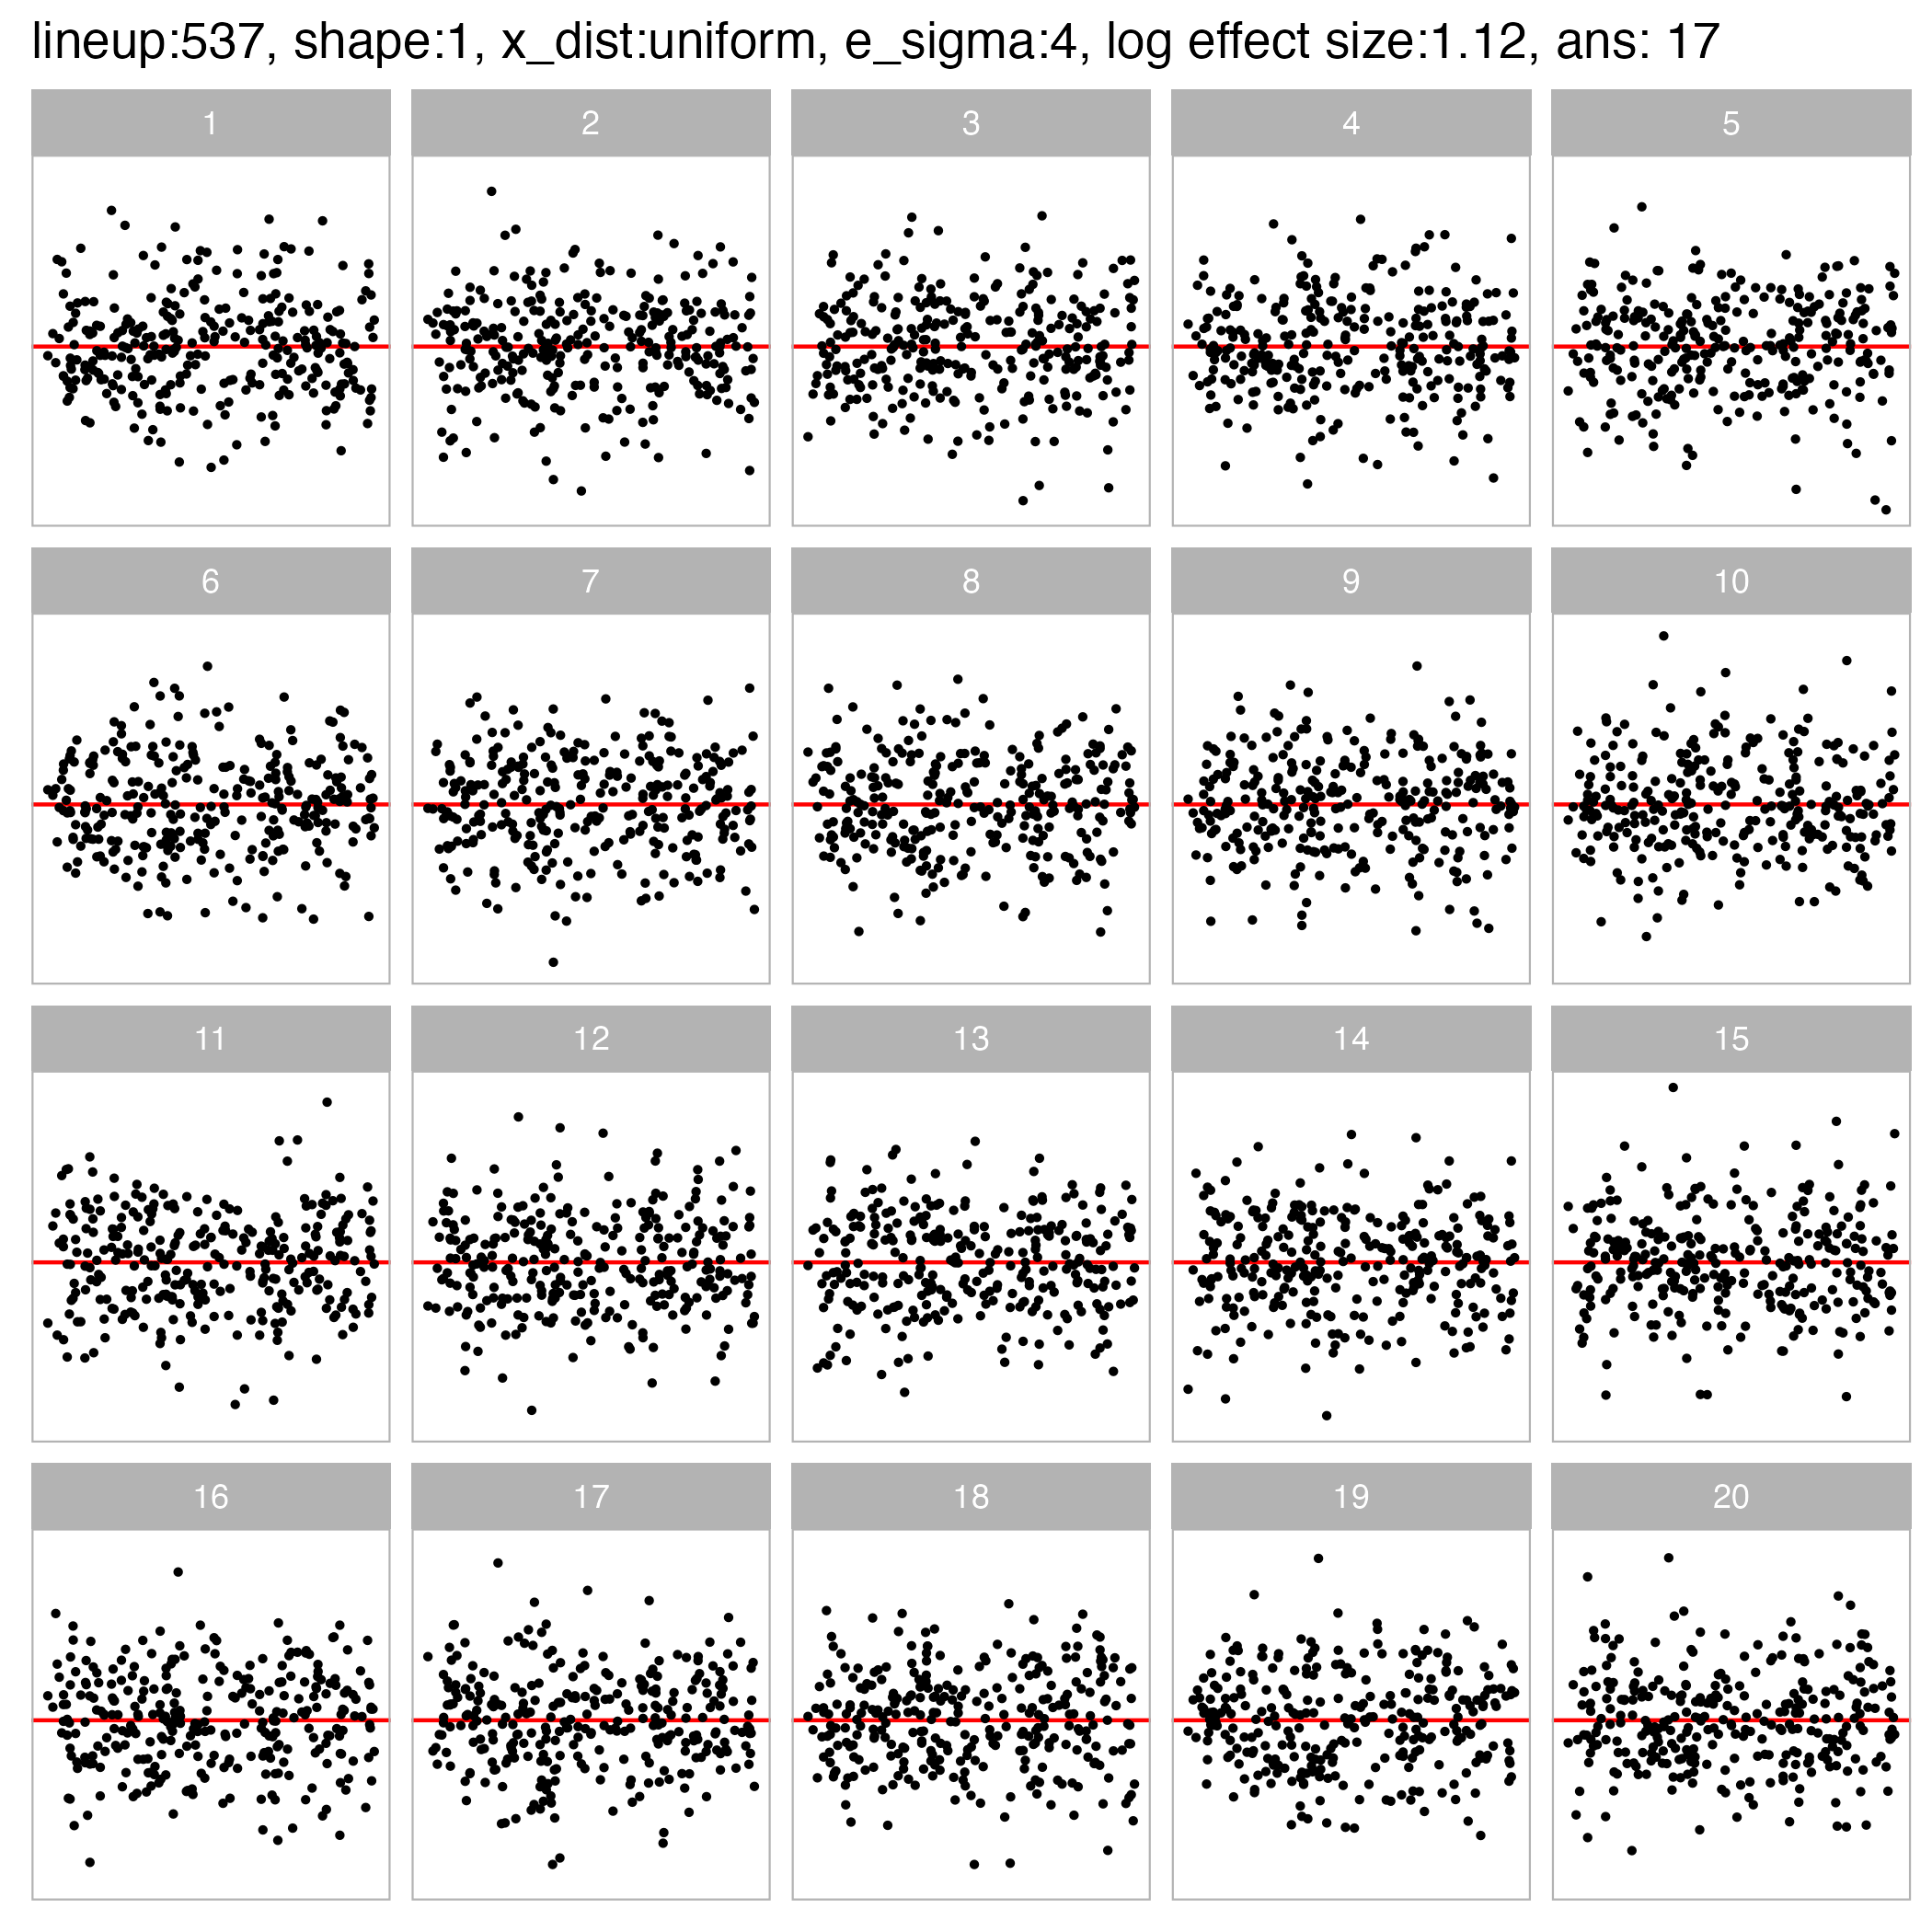 lineup:537, shape:1, x_dist:uniform, e_sigma:4, log effect size:1.12, ans: 17
1 2 3 4 5
6 7 8 9 10
11 12 13 14 15
16 17 18 19 20